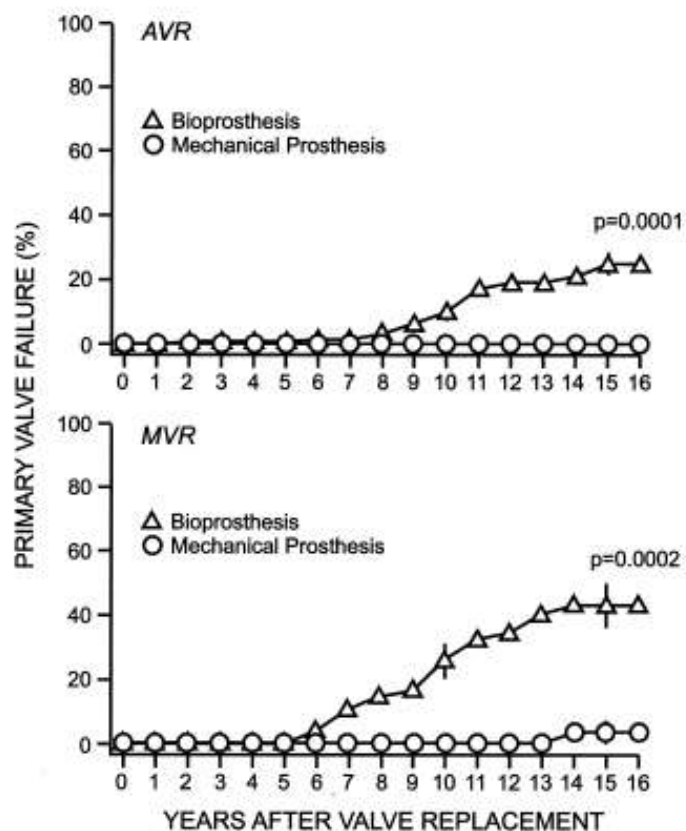 PRIMARY VALVE FAILURE (%)
AVR
100
80
60
40
20
0
Bioprosthesis
Mechanical Prosthesis
p=0.0001
0 1 2 3 4 5 6 7 8 9 10 11 12 13 14 15 16
MVR
100
80
60
40
20
0
Bioprosthesis
Mechanical Prosthesis
p=0.0002
0 1 2 3 4 5 6 7 8 9 10 11 12 13 14 15 16
YEARS AFTER VALVE REPLACEMENT